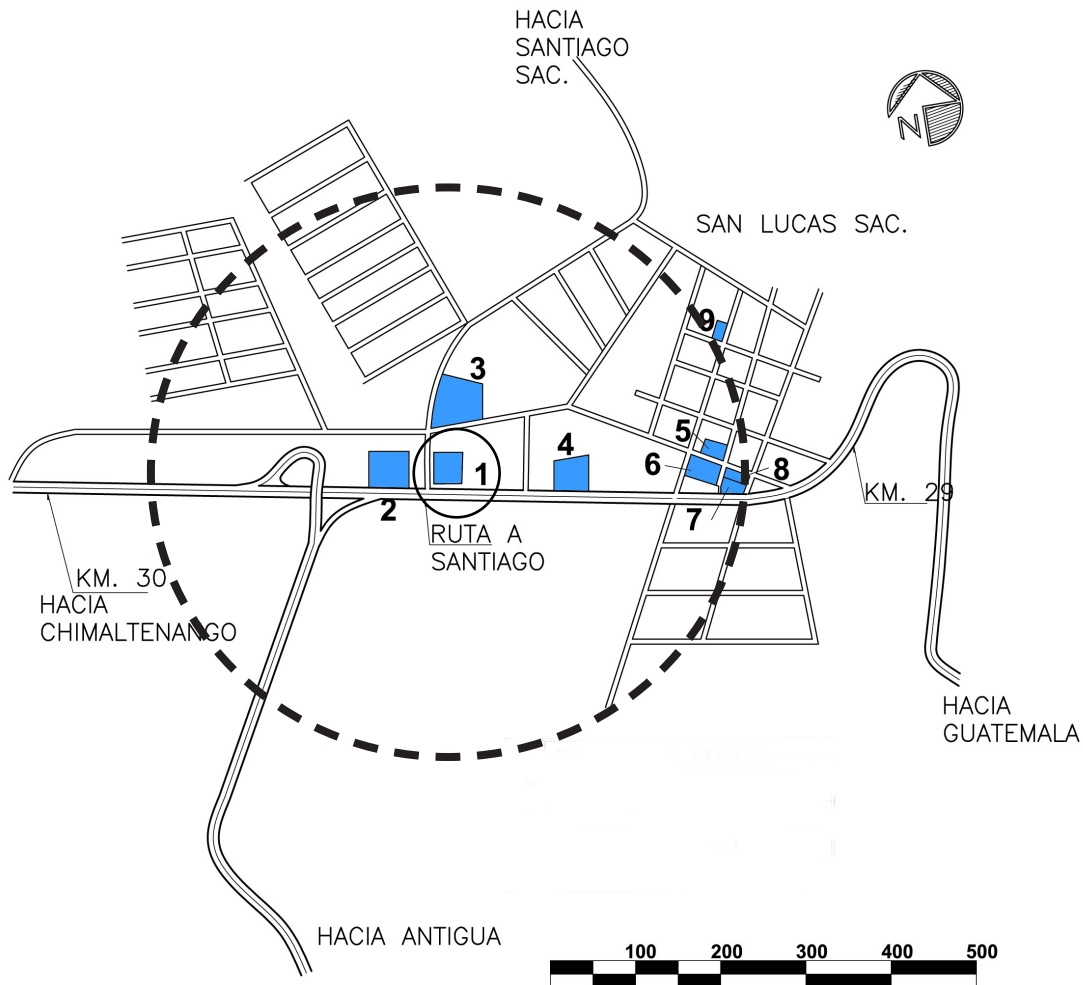 HACIA
SANTIAGO
SAC.
N
SAN LUCAS SAC.
9
3
5
4
6
8
1
2
7
KM. 29
RUTA A
SANTIAGO
KM. 30
HACIA
CHIMALTENANGO
HACIA
GUATEMALA
HACIA ANTIGUA
100 200 300 400 500